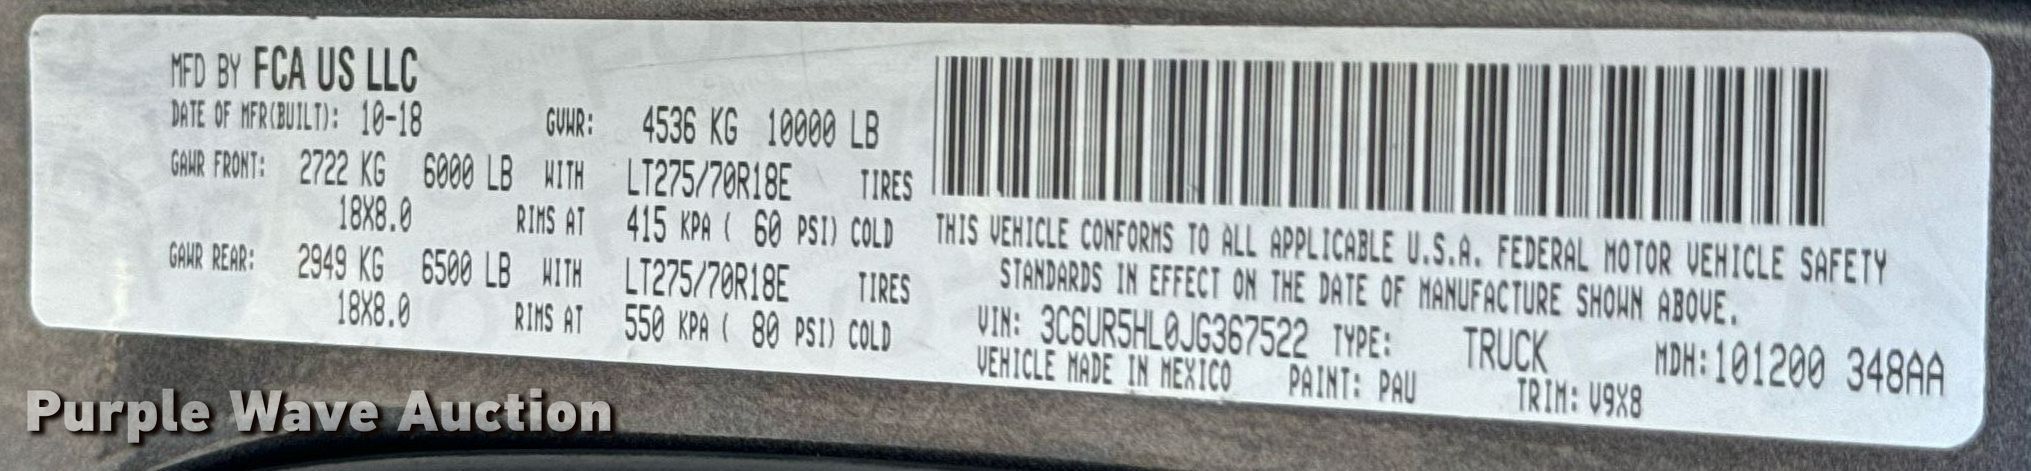 MFD BY FCA US LLC
DATE OF MFR(BUILT): 10-18 GVWR: 4536 KG 10000 LB
GAWR FRONT: 2722 KG 6000 LB WITH LT275/70R18E TIRES
18X8.0 RIMS AT 415 KPA ( 60 PSI) COLD
GAWR REAR: 2949 KG 6500 LB WITH LT275/70R18E TIRES
18X8.0 RIMS AT 550 KPA ( 80 PSI) COLD
THIS VEHICLE CONFORMS TO ALL APPLICABLE U.S.A. FEDERAL MOTOR VEHICLE SAFETY
STANDARDS IN EFFECT ON THE DATE OF MANUFACTURE SHOWN ABOVE.
VIN: 3C6UR5HL0JG367522 TYPE: TRUCK MDH: 101200 348AA
VEHICLE MADE IN MEXICO PAINT: PAU TRIM: V9X8
Purple Wave Auction